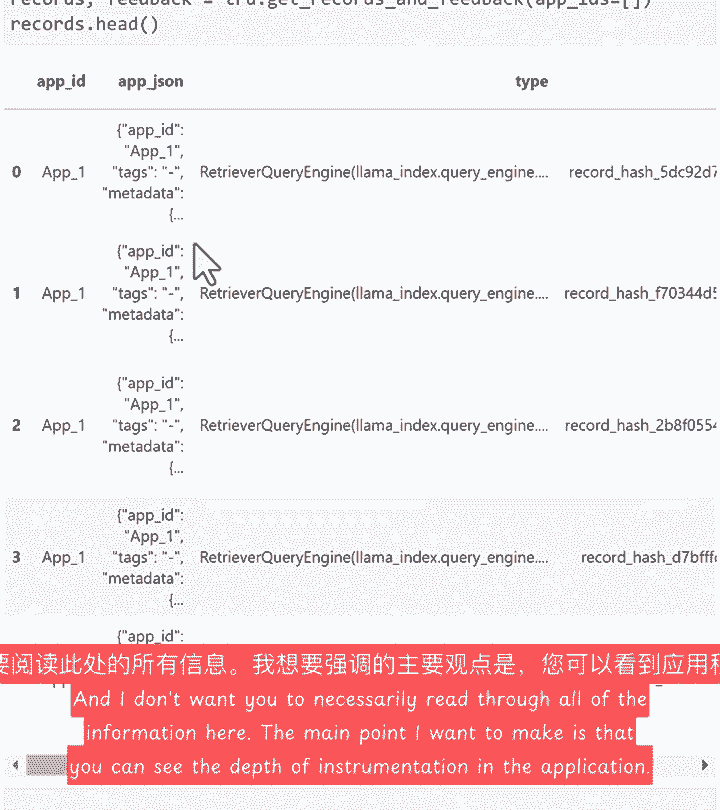 records, feedback = tru.get_records_and_feedback(app_ids=[])
records.head()
app_id app_json type
{"app_id":
"App_1",
0 App_1 "tags": "-", RetrieverQueryEngine(llama_index.query_engine.... record_hash_5dc92d7
"metadata":
{...
{"app_id":
"App_1",
1 App_1 "tags": "-", RetrieverQueryEngine(llama_index.query_engine.... record_hash_f70344d5
"metadata":
{...
{"app_id":
"App_1",
2 App_1 "tags": "-", RetrieverQueryEngine(llama_index.query_engine.... record_hash_2b8f0554
"metadata":
{...
{"app_id":
"App_1",
3 App_1 "tags": "-", RetrieverQueryEngine(llama_index.query_engine.... record_hash_d7bfff
"metadata":
{...
{"app_id":
要阅读此处的所有信息。我想要强调的主要观点是，您可以看到应用程
And I don't want you to necessarily read through all of the
information here. The main point I want to make is that
you can see the depth of instrumentation in the application.